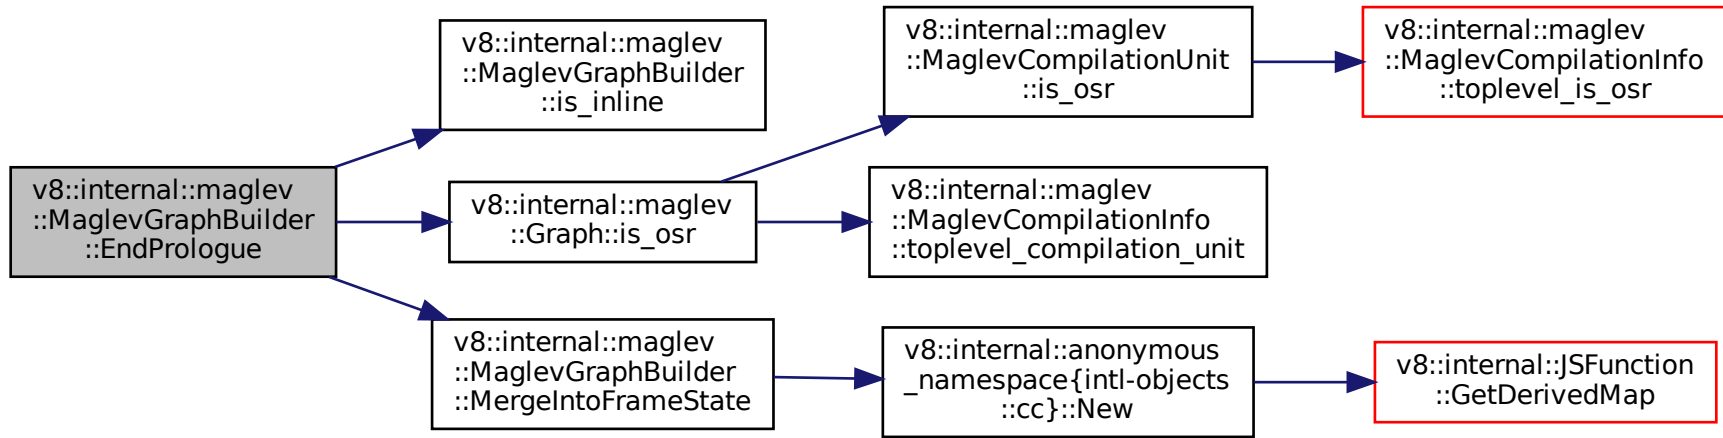 v8::internal::maglev
::MaglevGraphBuilder
::EndPrologue
v8::internal::maglev
::MaglevGraphBuilder
::is_inline
v8::internal::maglev
::Graph::is_osr
v8::internal::maglev
::MaglevCompilationUnit
::is_osr
v8::internal::maglev
::MaglevCompilationInfo
::toplevel_is_osr
v8::internal::maglev
::MaglevCompilationInfo
::toplevel_compilation_unit
v8::internal::maglev
::MaglevGraphBuilder
::MergeIntoFrameState
v8::internal::anonymous
_namespace{intl-objects
::cc}::New
v8::internal::JSFunction
::GetDerivedMap